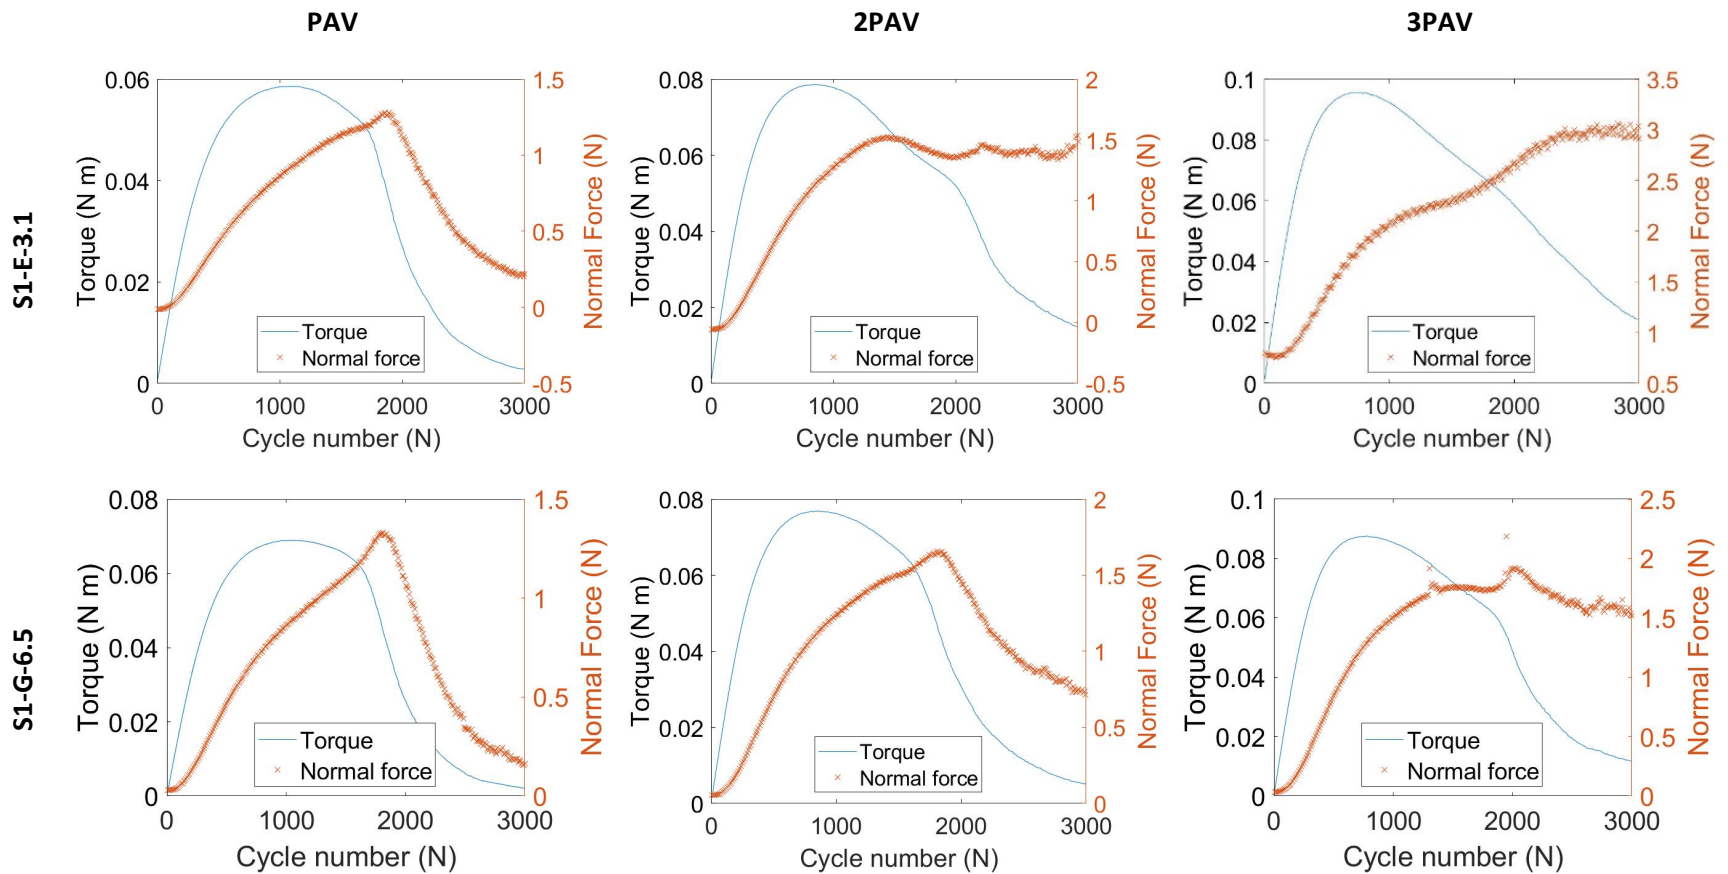 PAV
2PAV
3PAV
S1-E-3.1
0.06
0.04
0.02
0
Torque (N m)
1.5
1
0.5
0
-0.5
Normal Force (N)
Torque
Normal force
0
1000
2000
3000
Cycle number (N)
0.08
0.06
0.04
0.02
0
Torque (N m)
2
1.5
1
0.5
0
-0.5
Normal Force (N)
Torque
Normal force
0
1000
2000
3000
Cycle number (N)
0.1
0.08
0.06
0.04
0.02
0
Torque (N m)
3.5
3
2.5
2
1.5
1
0.5
Normal Force (N)
Torque
Normal force
0
1000
2000
3000
Cycle number (N)
S1-G-6.5
0.08
0.06
0.04
0.02
0
Torque (N m)
1.5
1
0.5
0
Normal Force (N)
Torque
Normal force
0
1000
2000
3000
Cycle number (N)
0.08
0.06
0.04
0.02
0
Torque (N m)
2
1.5
1
0.5
0
Normal Force (N)
Torque
Normal force
0
1000
2000
3000
Cycle number (N)
0.1
0.08
0.06
0.04
0.02
0
Torque (N m)
2.5
2
1.5
1
0.5
0
Normal Force (N)
Torque
Normal force
0
1000
2000
3000
Cycle number (N)